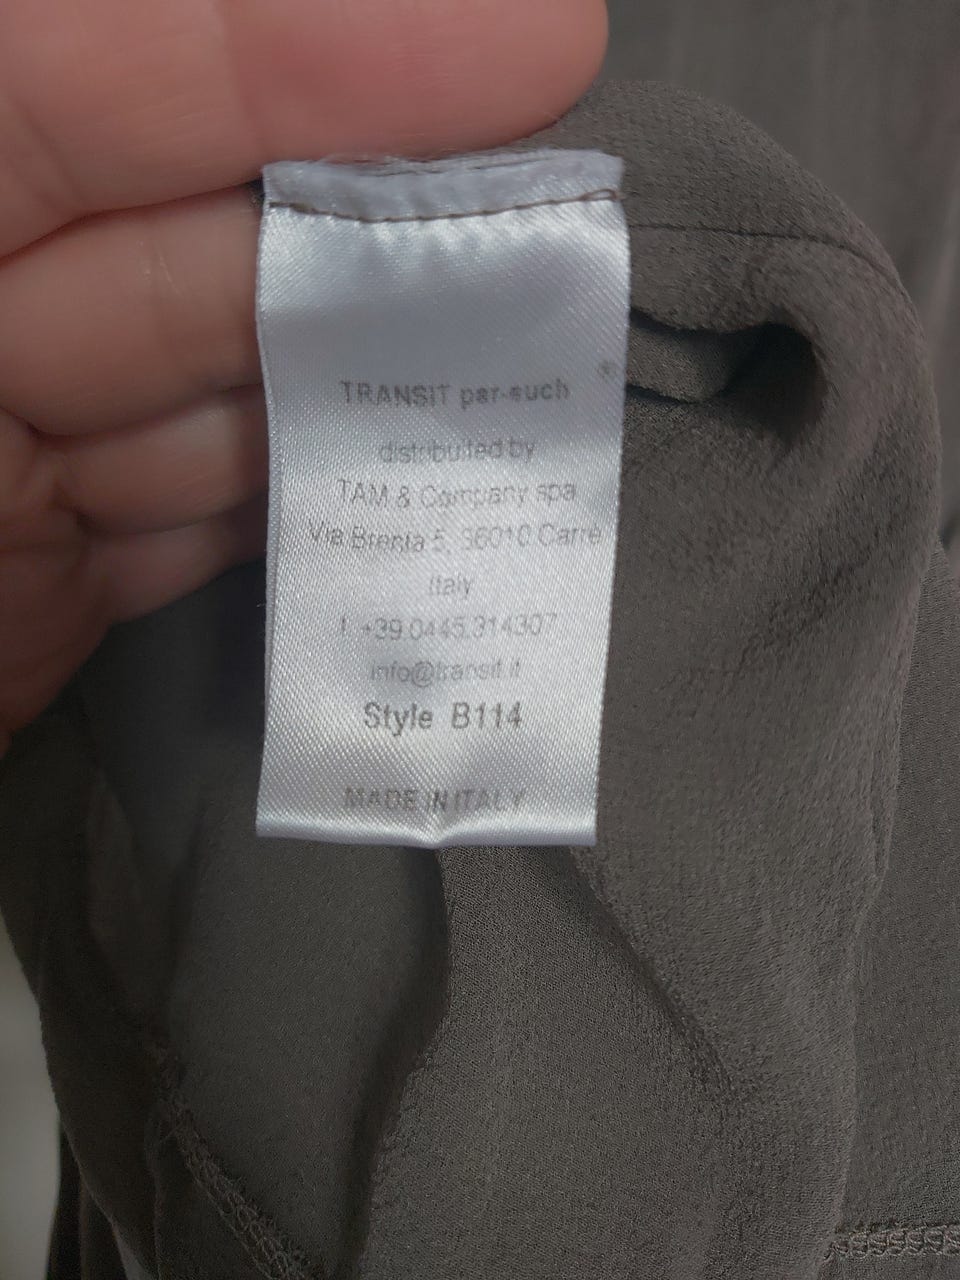 ®
TRANSIT par-such
distribuited by
TAM & Company spa
Via Brenta 5, 36010 Carrè
Italy
t +39.0445.314307
info@transit.it
Style B114
MADE IN ITALY